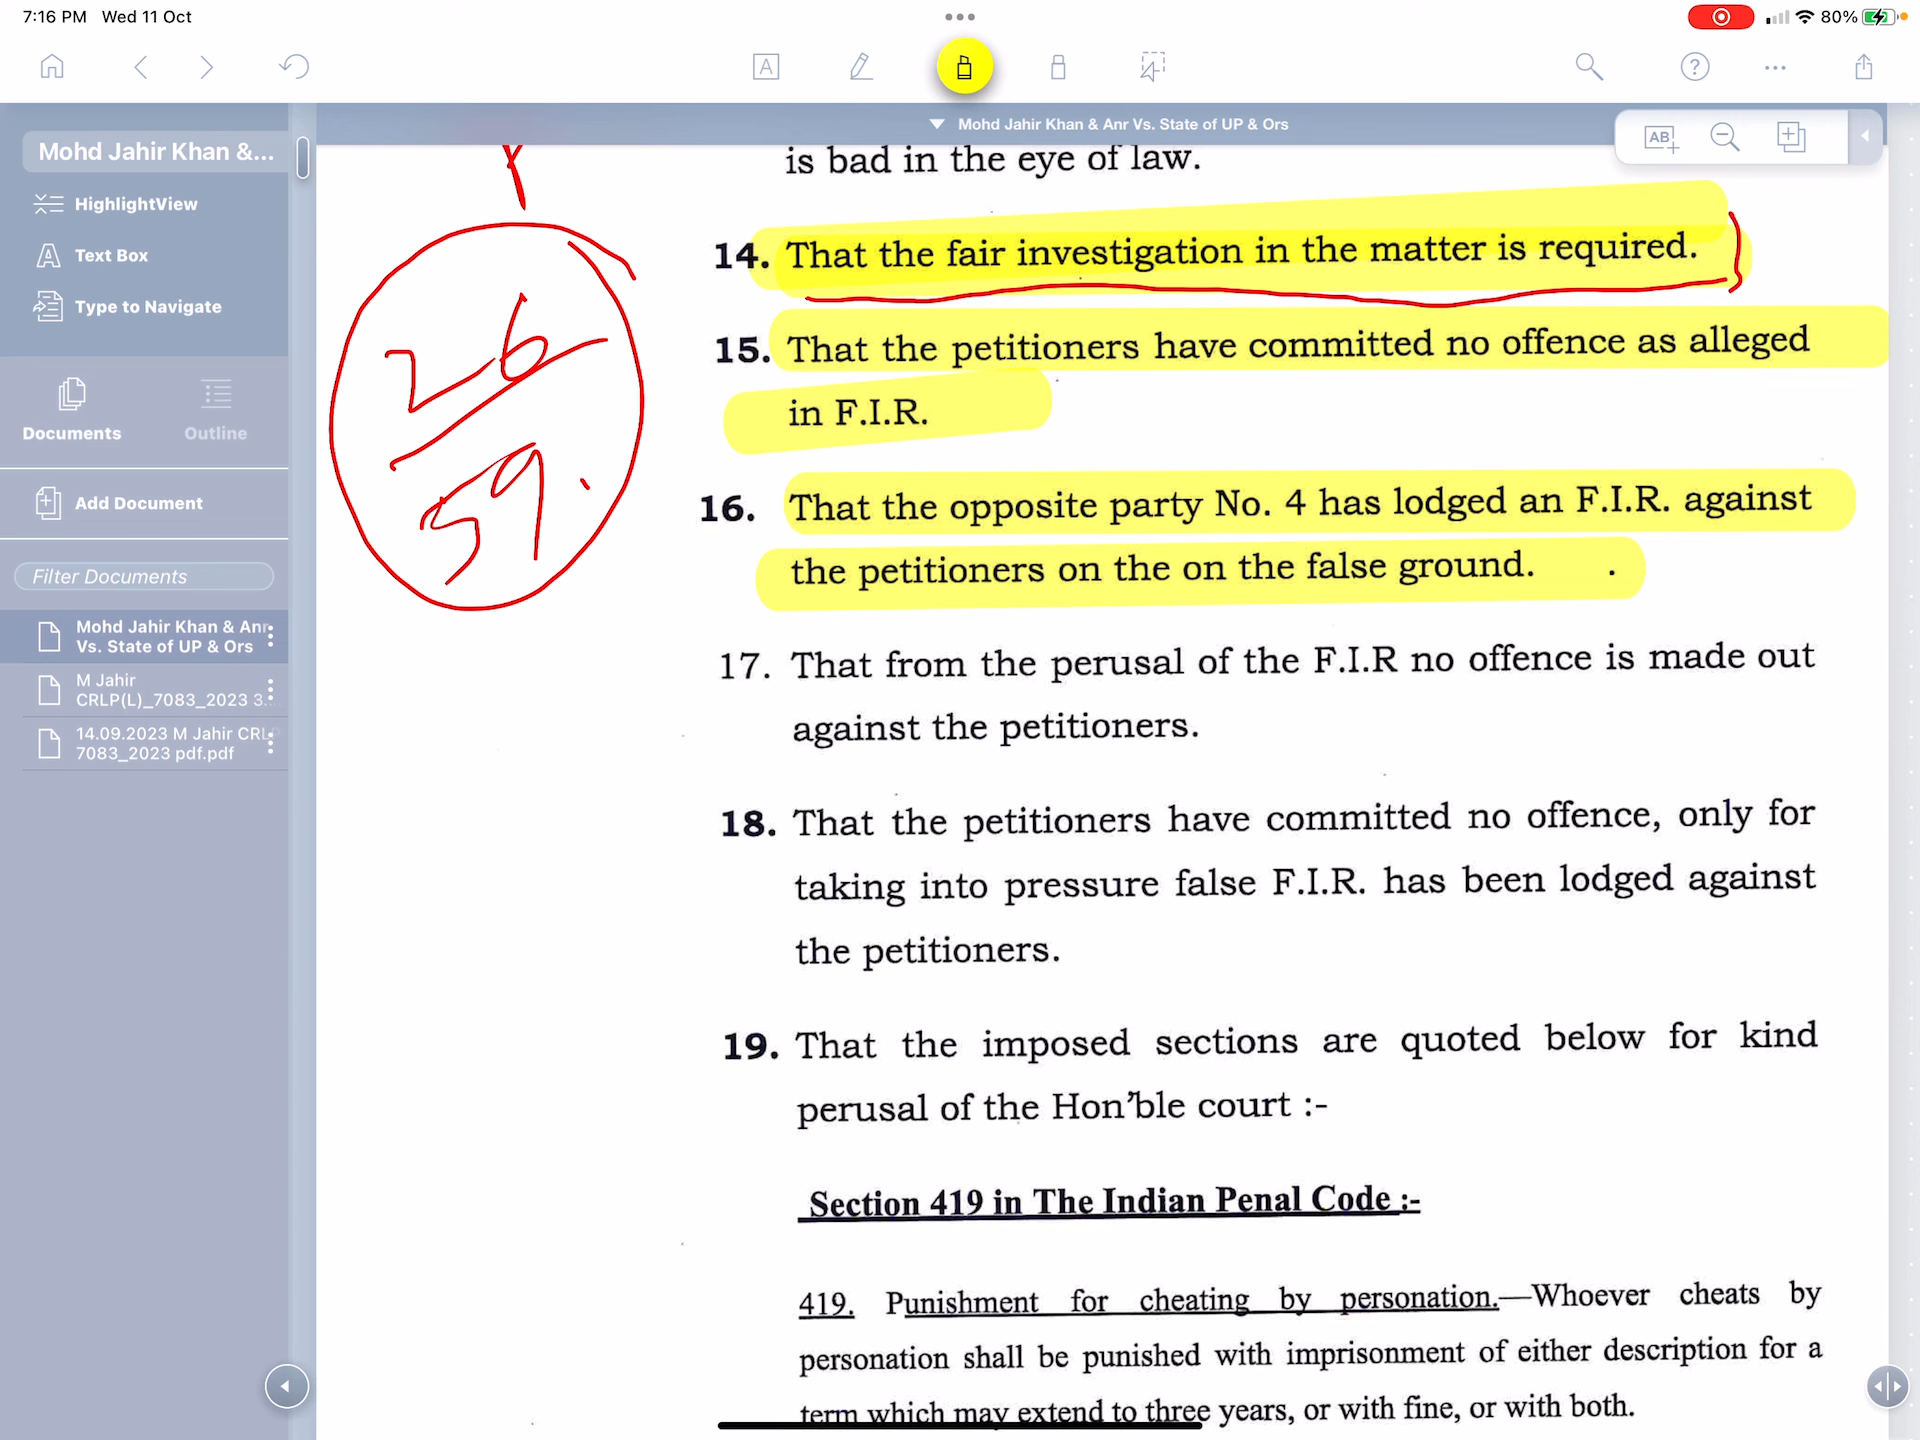 7:16 PM Wed 11 Oct
80%
Mohd Jahir Khan & Anr Vs. State of UP & Ors
Mohd Jahir Khan &...
HighlightView
Text Box
Type to Navigate
Documents
Outline
Add Document
Filter Documents
Mohd Jahir Khan & Anr
Vs. State of UP & Ors
M Jahir
CRLP(L)_7083_2023 3...
14.09.2023 M Jahir CRLP
7083_2023 pdf.pdf
26
59.
is bad in the eye of law.
14. That the fair investigation in the matter is required.
15. That the petitioners have committed no offence as alleged
in F.I.R.
16. That the opposite party No. 4 has lodged an F.I.R. against
the petitioners on the on the false ground.
17. That from the perusal of the F.I.R no offence is made out
against the petitioners.
18. That the petitioners have committed no offence, only for
taking into pressure false F.I.R. has been lodged against
the petitioners.
19. That the imposed sections are quoted below for kind
perusal of the Hon'ble court :-
Section 419 in The Indian Penal Code :-
419. Punishment for cheating by personation.—Whoever cheats by
personation shall be punished with imprisonment of either description for a
term which may extend to three years, or with fine, or with both.